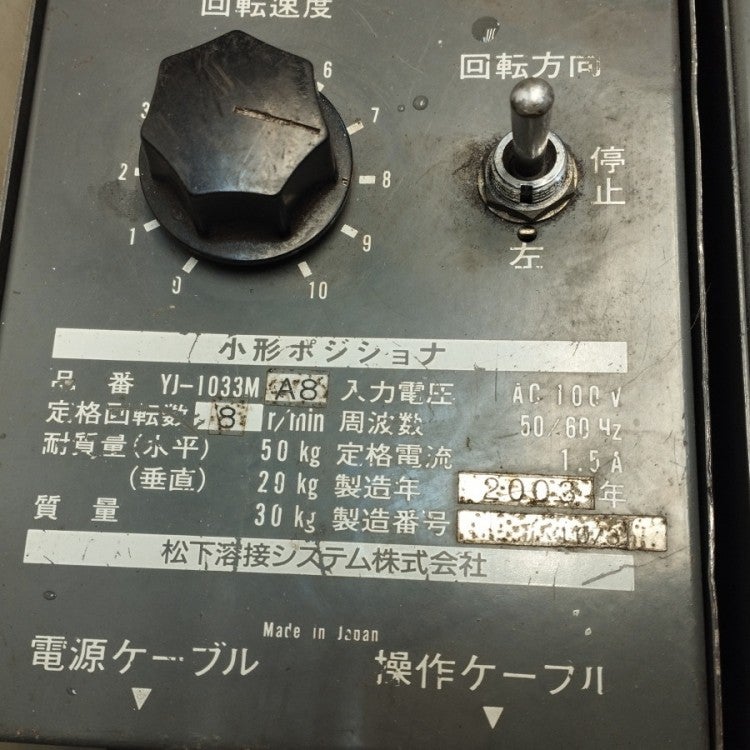 回転速度
回転方向
3
6
7
2
8
1
9
0
10
停止
左
小形ポジショナ
品番 YJ-1033M A8 入力電圧 AC 100 V
定格回転数 8 r/min 周波数 50/60 Hz
耐質量(水平) 50 kg 定格電流 1.5 A
(垂直) 20 kg 製造年 2003 年
質量 30 kg 製造番号
松下溶接システム株式会社
Made in Japan
電源ケーブル
操作ケーブル